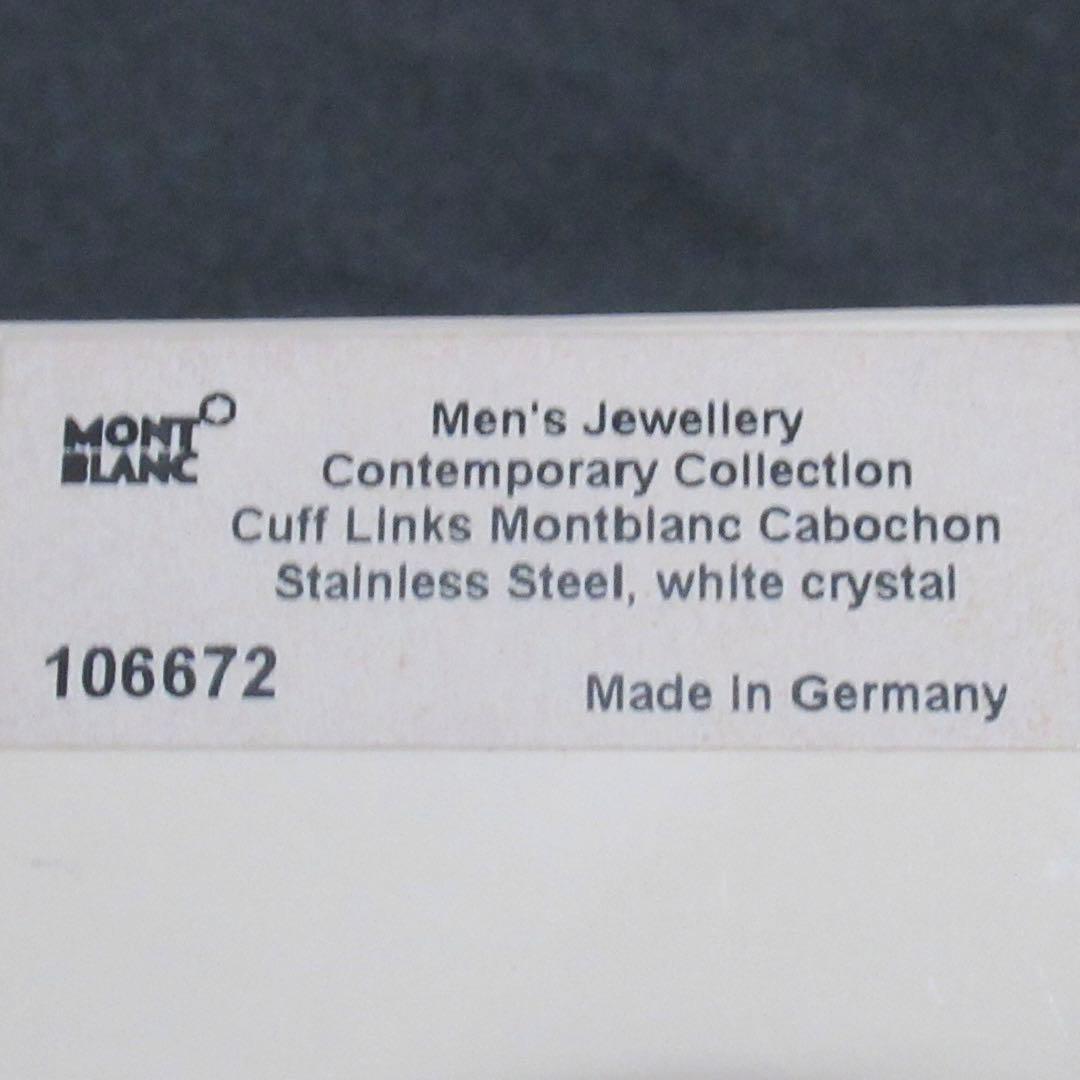 MONT
BLANC
Men's Jewellery
Contemporary Collection
Cuff Links Montblanc Cabochon
Stainless Steel, white crystal
106672
Made in Germany